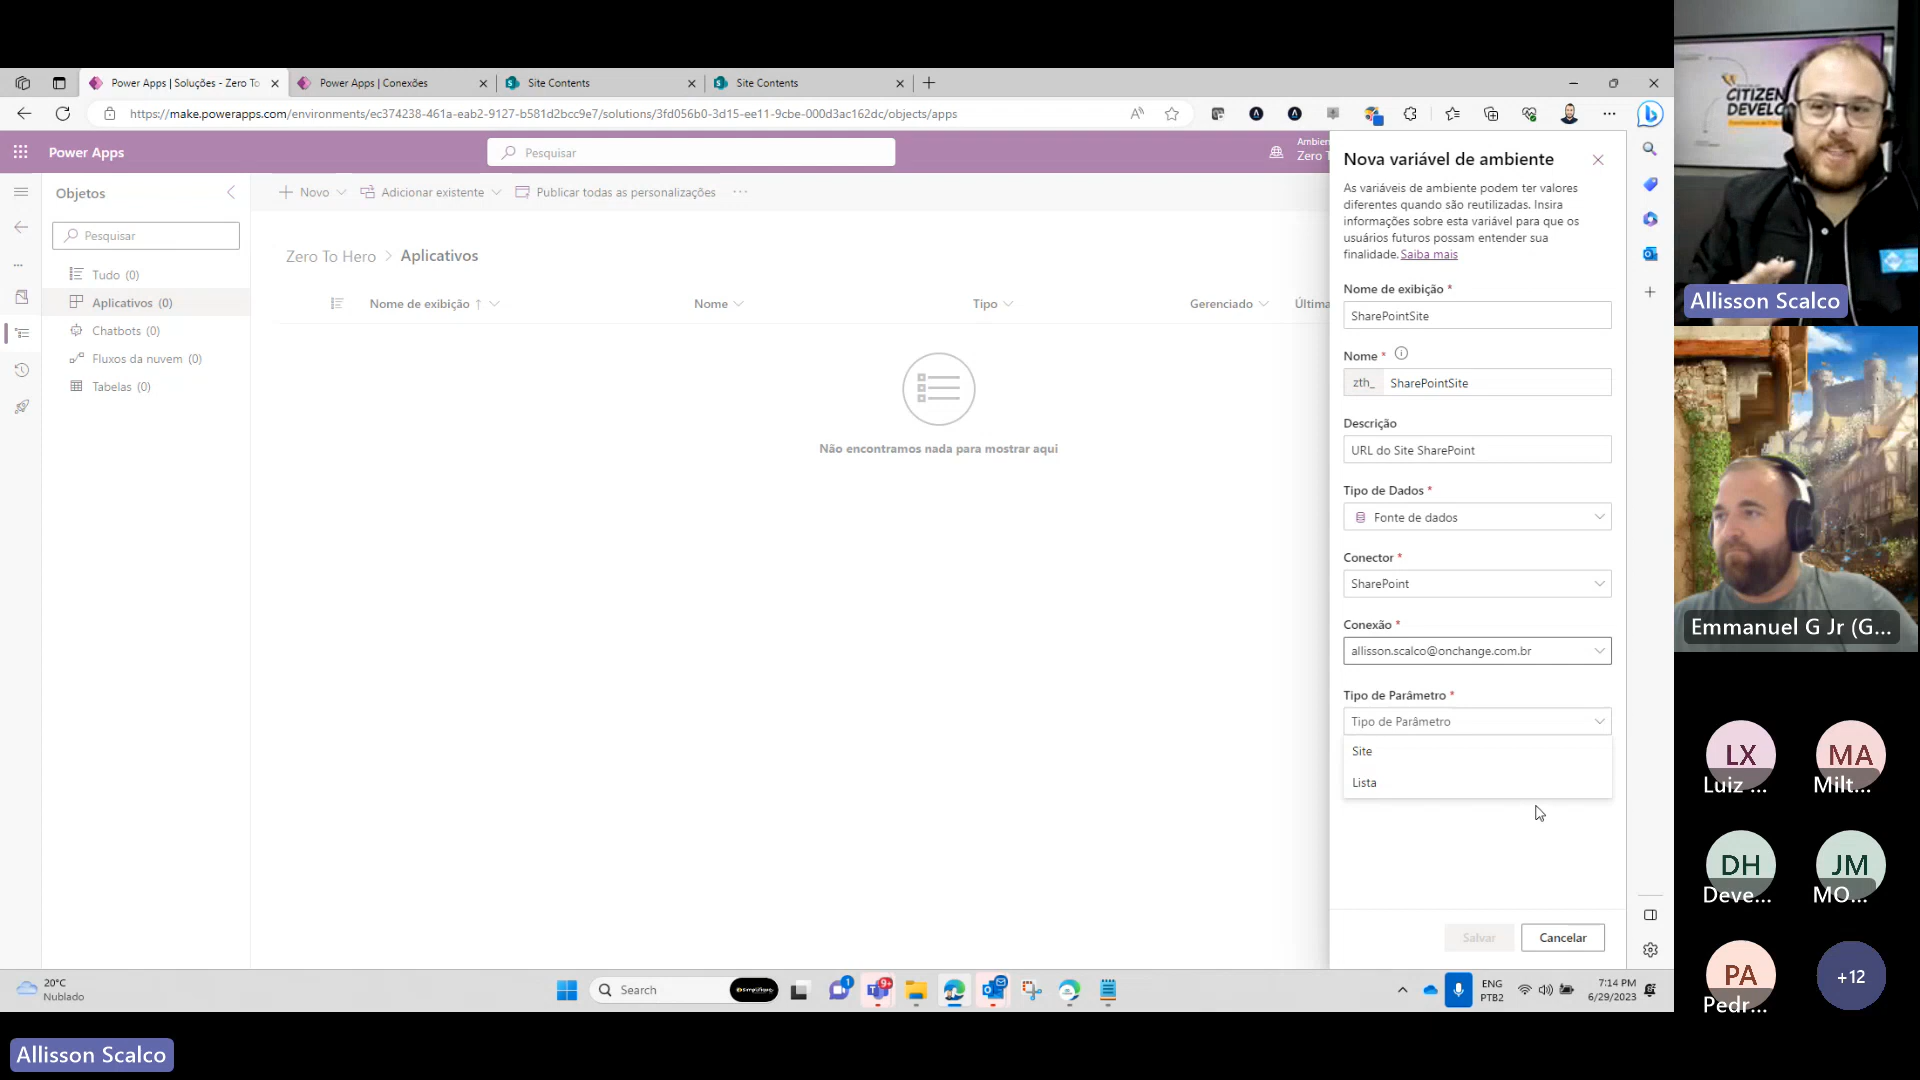 Power Apps | Soluções - Zero To
Power Apps | Conexões
Site Contents
Site Contents
https://make.powerapps.com/environments/ec374238-461a-eab2-9127-b581d2bcc9e7/solutions/3fd056b0-3d15-ee11-9cbe-000d3ac162dc/objects/apps
Power Apps
Pesquisar
Ambien
Zero T
Objetos
Pesquisar
Tudo (0)
Aplicativos (0)
Chatbots (0)
Fluxos da nuvem (0)
Tabelas (0)
Novo
Adicionar existente
Publicar todas as personalizações
Zero To Hero > Aplicativos
Nome de exibição ↑
Nome
Tipo
Gerenciado
Última
Não encontramos nada para mostrar aqui
Nova variável de ambiente
As variáveis de ambiente podem ter valores
diferentes quando são reutilizadas. Insira
informações sobre esta variável para que os
usuários futuros possam entender sua
finalidade. Saiba mais
Nome de exibição *
SharePointSite
Nome *
zth_ SharePointSite
Descrição
URL do Site SharePoint
Tipo de Dados *
Fonte de dados
Conector *
SharePoint
Conexão *
allisson.scalco@onchange.com.br
Tipo de Parâmetro *
Tipo de Parâmetro
Site
Lista
Salvar
Cancelar
20°C
Nublado
Search
1
9+
ENG
PTB2
7:14 PM
6/29/2023
CITIZEN
DEVELO
Allisson Scalco
Emmanuel G Jr (G...
LX
Luiz ...
MA
Milt...
DH
Deve...
JM
MO...
PA
Pedr...
+12
Allisson Scalco